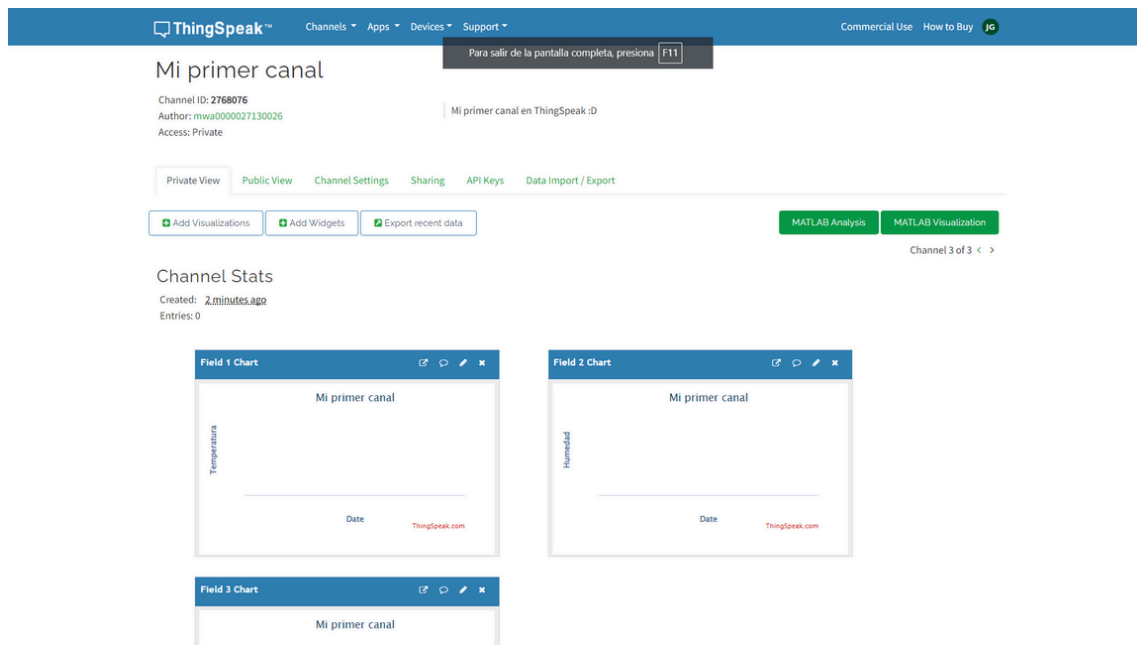 ThingSpeak™ Channels Apps Devices Support Commercial Use How to Buy JG
Para salir de la pantalla completa, presiona F11
Mi primer canal
Channel ID: 2768076
Author: mwa0000027130026
Access: Private
Mi primer canal en ThingSpeak :D
Private View Public View Channel Settings Sharing API Keys Data Import / Export
Add Visualizations Add Widgets Export recent data MATLAB Analysis MATLAB Visualization
Channel 3 of 3 < >
Channel Stats
Created: 2 minutes ago
Entries: 0
Field 1 Chart
Mi primer canal
Temperatura
Date
ThingSpeak.com
Field 2 Chart
Mi primer canal
Humedad
Date
ThingSpeak.com
Field 3 Chart
Mi primer canal